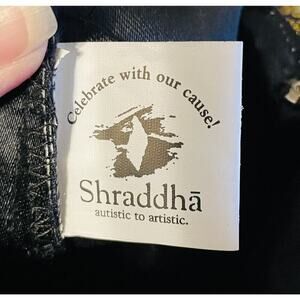 Celebrate with our cause!
Shraddhā
autistic to artistic.